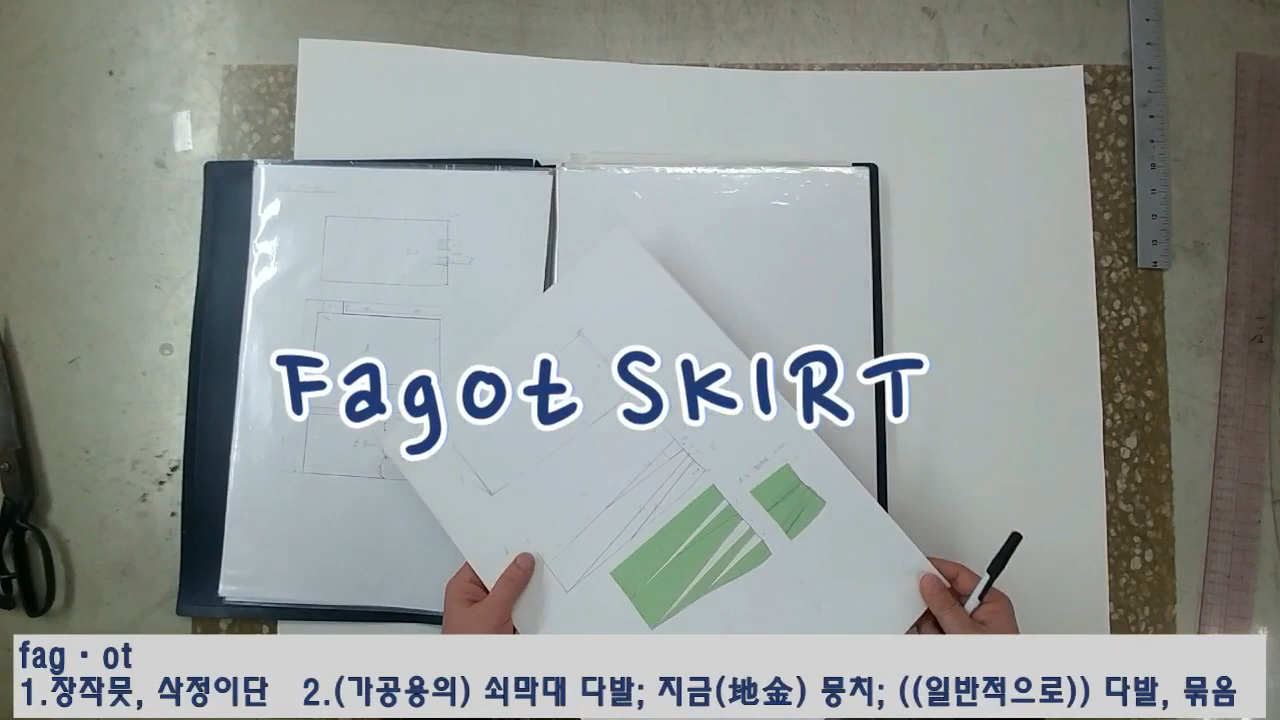 Fagot SKIRT
fag · ot
1.장작뭇, 삭정이단 2.(가공용의) 쇠막대 다발; 지금(地金) 뭉치; ((일반적으로)) 다발, 묶음